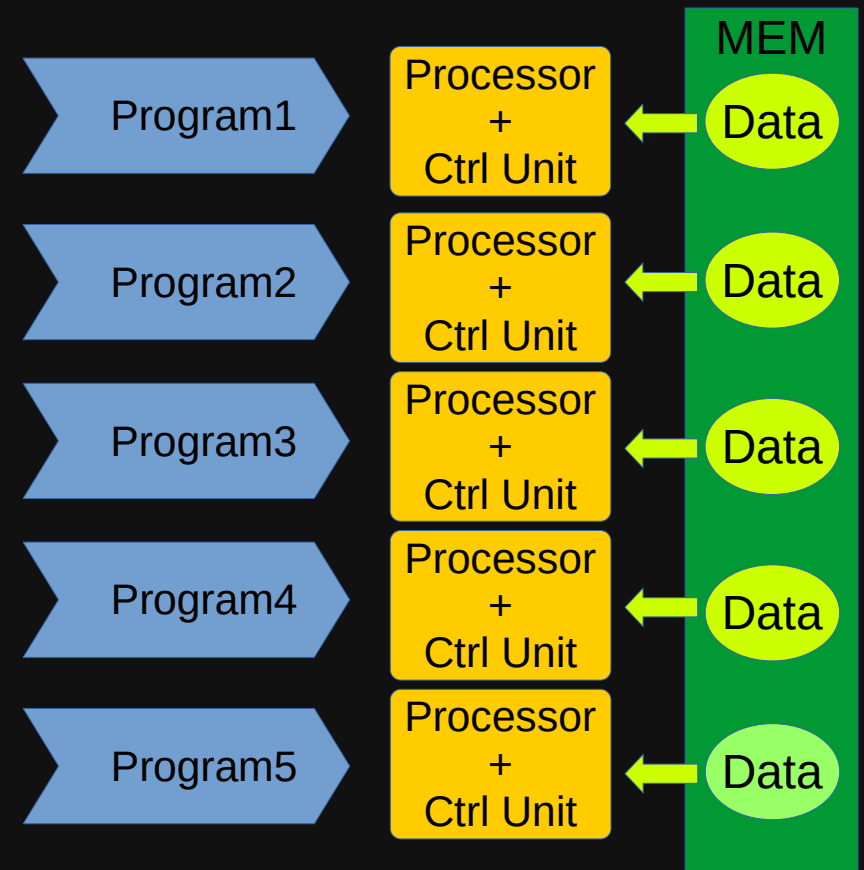 MEM
Program1
Processor
+
Ctrl Unit
Data
Program2
Processor
+
Ctrl Unit
Data
Program3
Processor
+
Ctrl Unit
Data
Program4
Processor
+
Ctrl Unit
Data
Program5
Processor
+
Ctrl Unit
Data